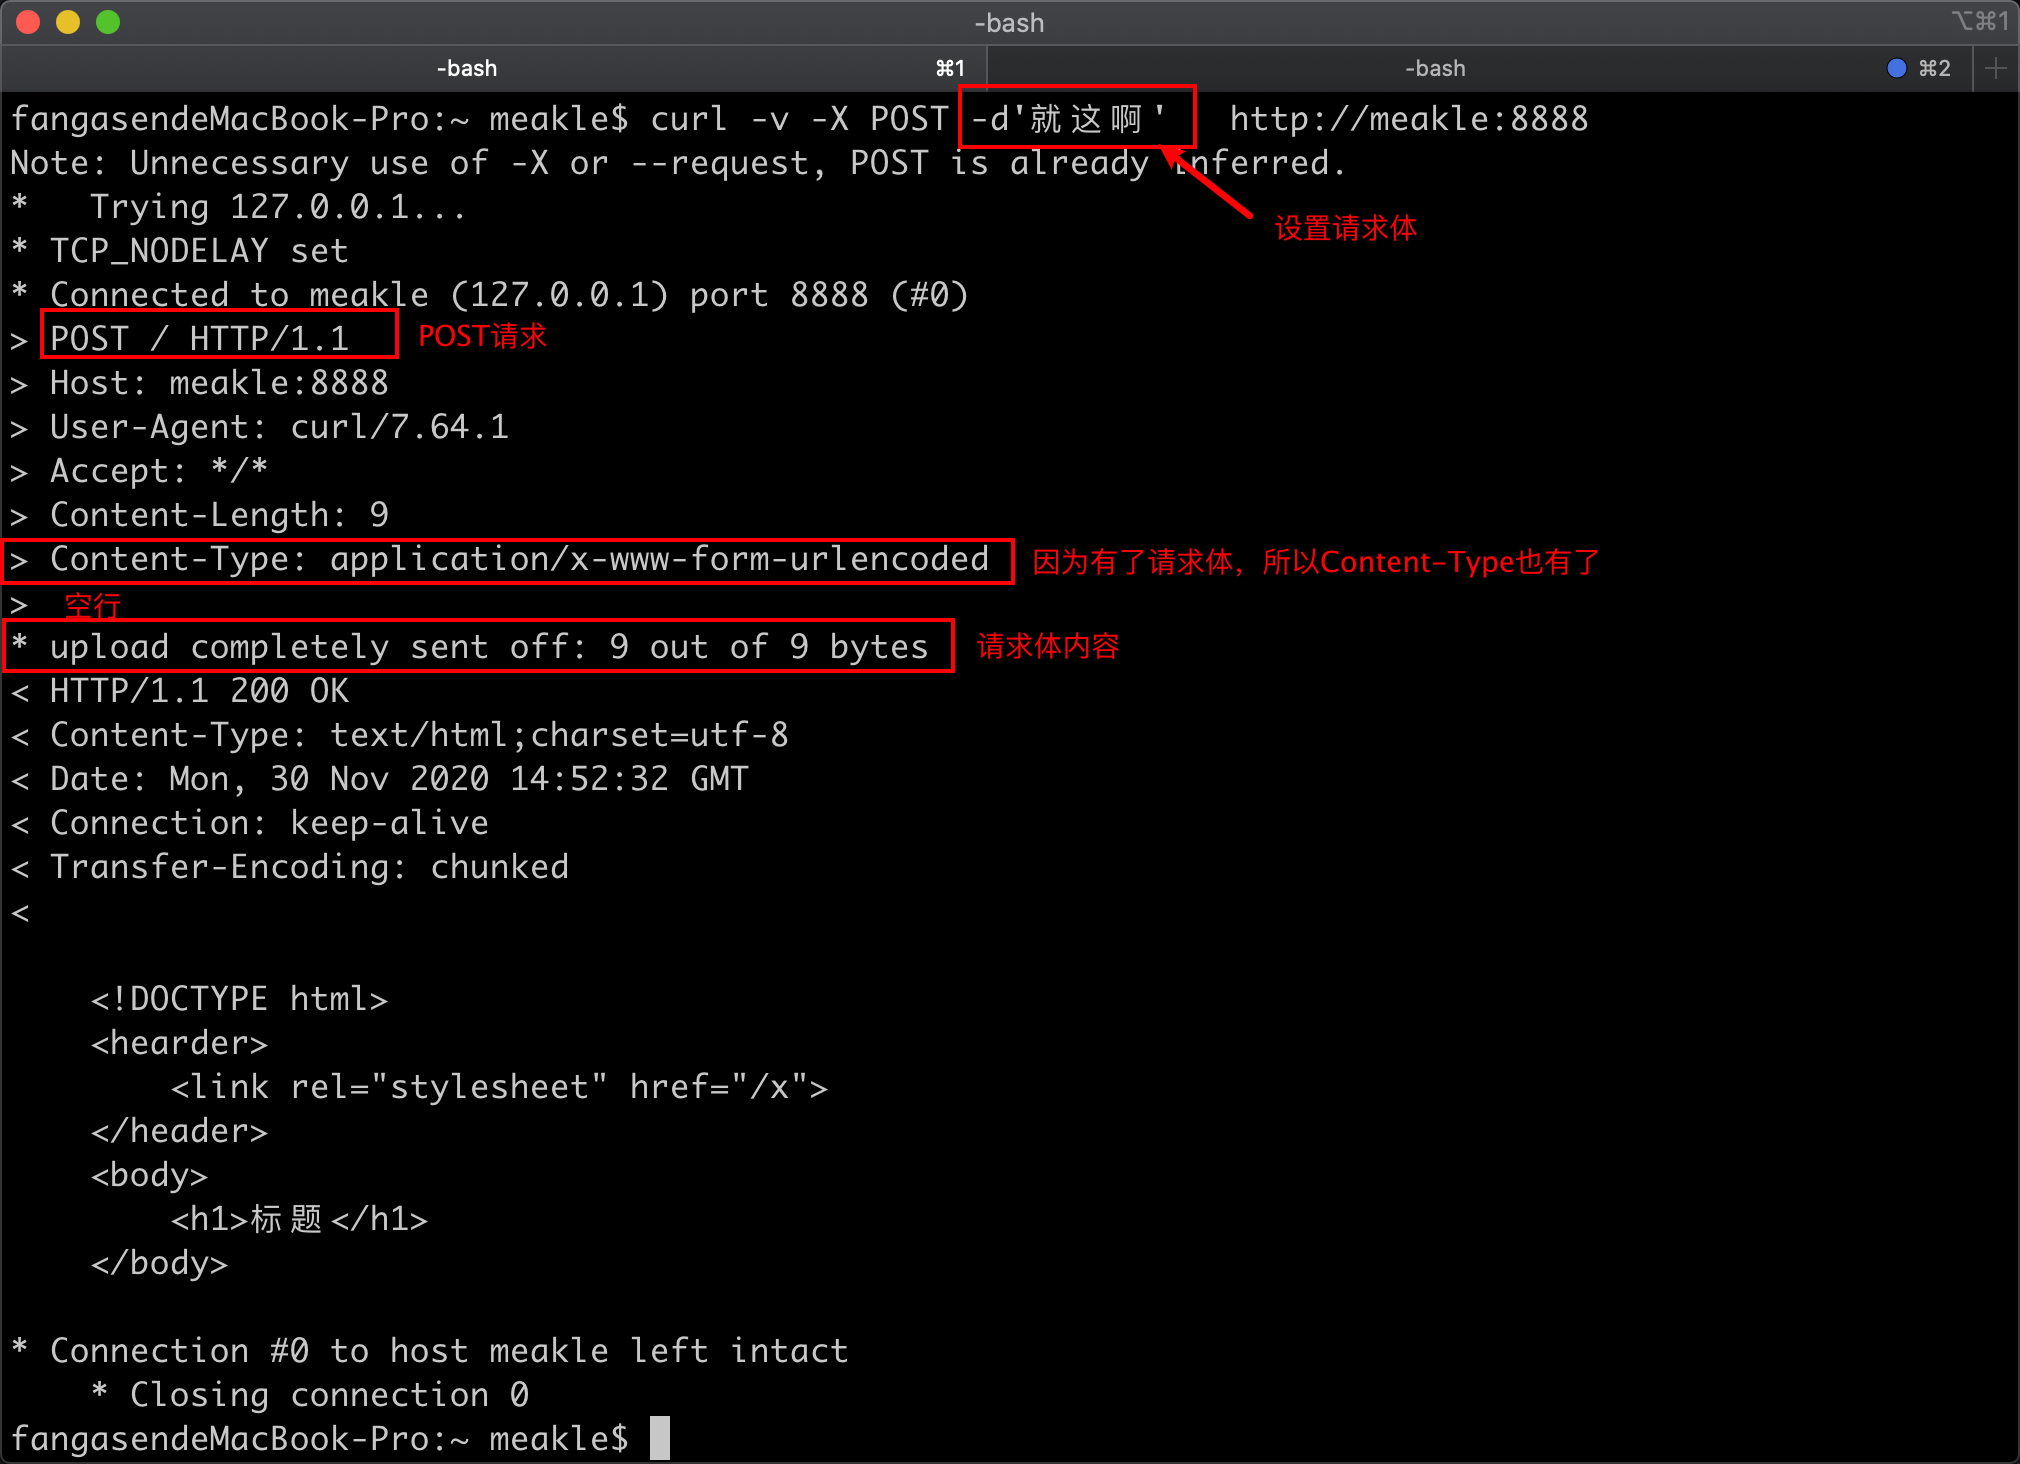 -bash
⌥⌘1
-bash ⌘1
-bash ⌘2
fangasendeMacBook-Pro:~ meakle$ curl -v -X POST -d'就这啊' http://meakle:8888
Note: Unnecessary use of -X or --request, POST is already inferred.
*   Trying 127.0.0.1...
设置请求体
* TCP_NODELAY set
* Connected to meakle (127.0.0.1) port 8888 (#0)
> POST / HTTP/1.1 POST请求
> Host: meakle:8888
> User-Agent: curl/7.64.1
> Accept: */*
> Content-Length: 9
> Content-Type: application/x-www-form-urlencoded 因为有了请求体，所以Content-Type也有了
> 空行
* upload completely sent off: 9 out of 9 bytes 请求体内容
< HTTP/1.1 200 OK
< Content-Type: text/html;charset=utf-8
< Date: Mon, 30 Nov 2020 14:52:32 GMT
< Connection: keep-alive
< Transfer-Encoding: chunked
<
    <!DOCTYPE html>
    <hearder>
        <link rel="stylesheet" href="/x">
    </header>
    <body>
        <h1>标题</h1>
    </body>
* Connection #0 to host meakle left intact
    * Closing connection 0
fangasendeMacBook-Pro:~ meakle$